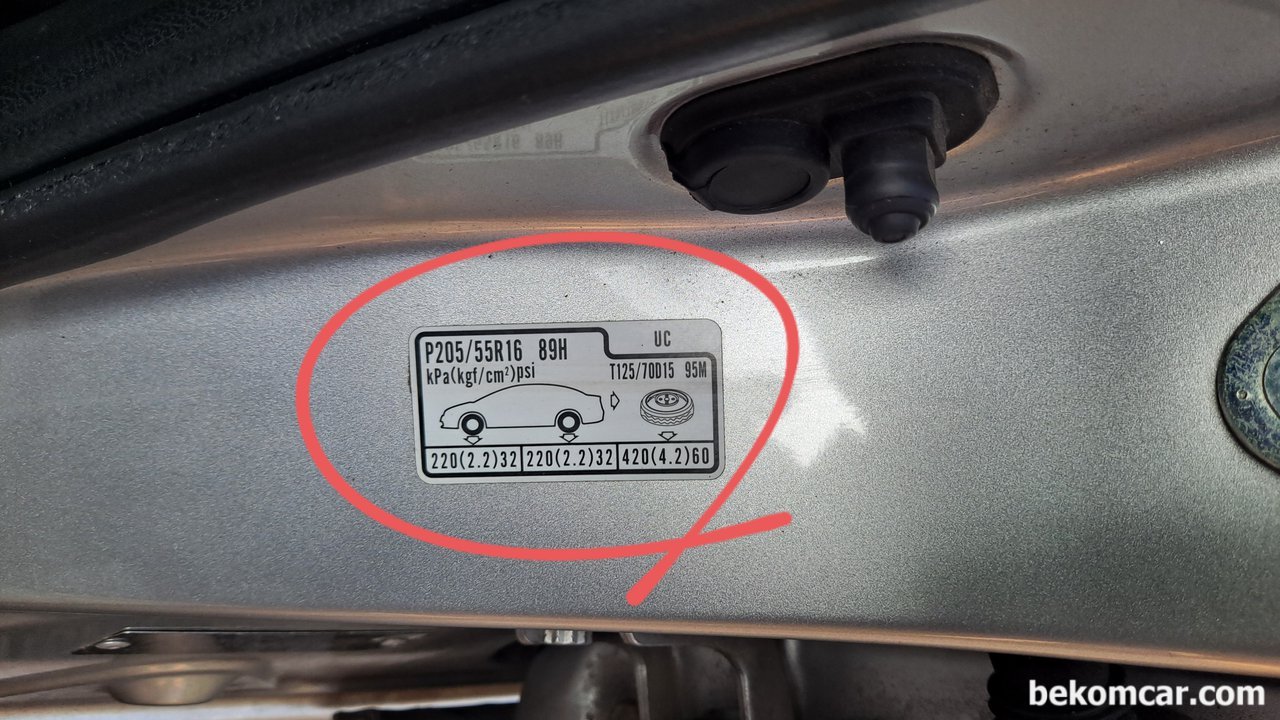 P205/55R16 89H
UC
kPa(kgf/cm²)psi
T125/70D15 95M
220(2.2)32 220(2.2)32 420(4.2)60
bekomcar.com